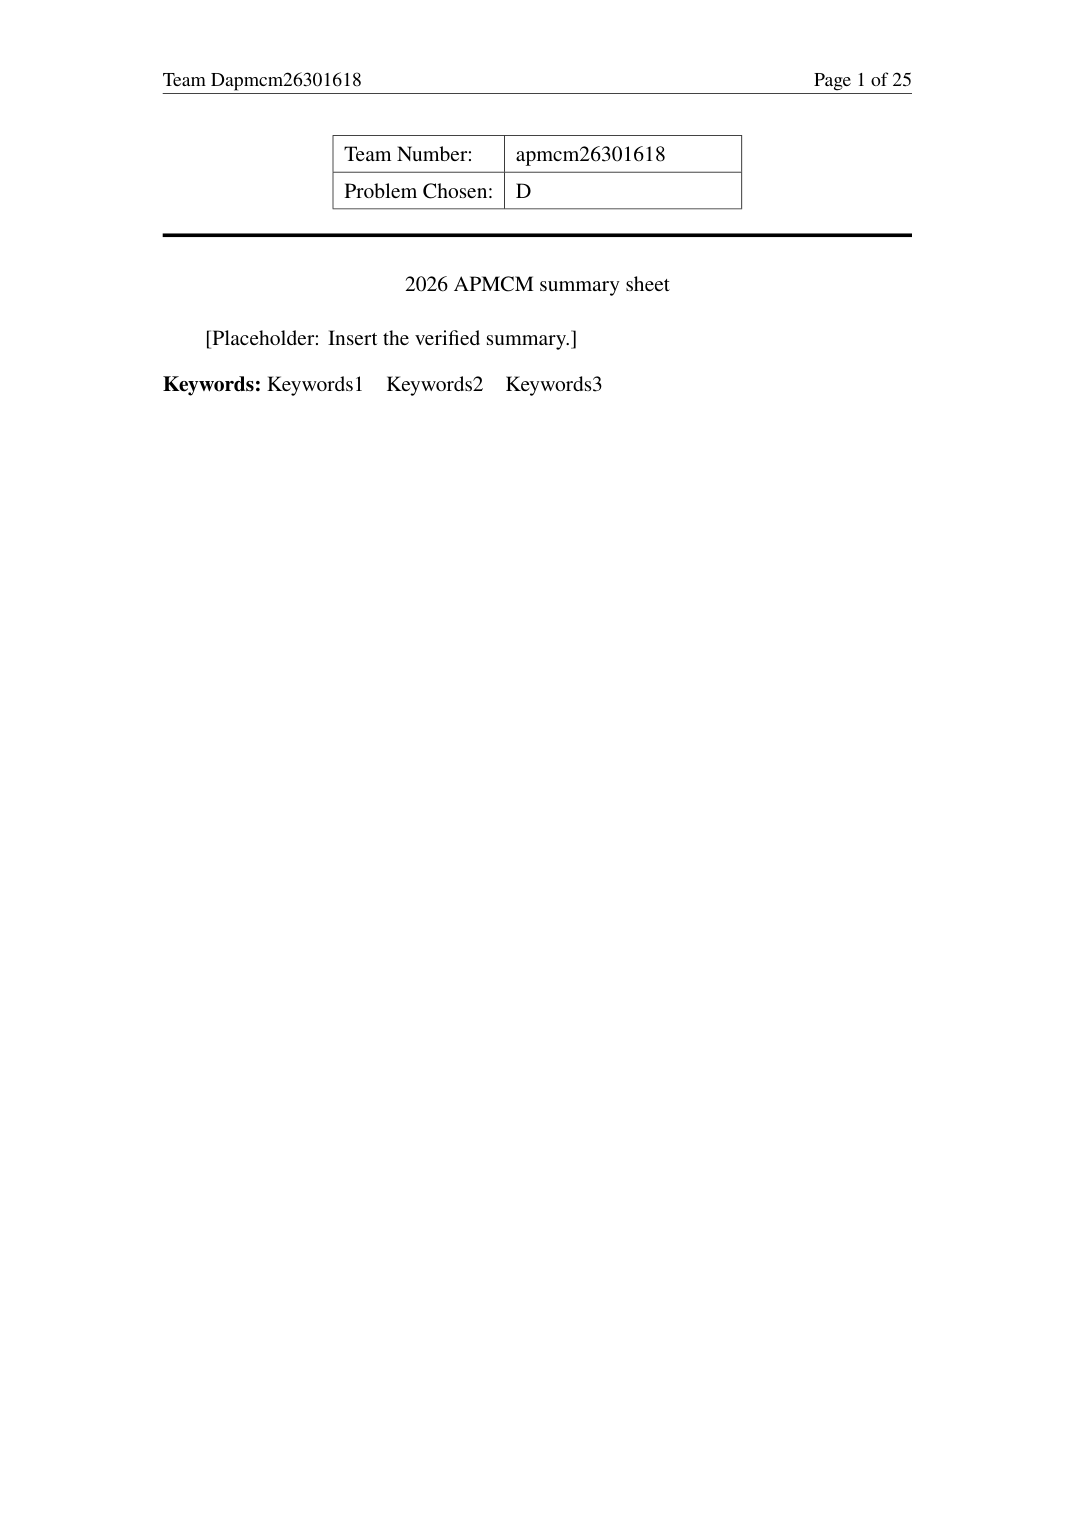 Team Dapmcm26301618 Page 1 of 25
Team Number: apmcm26301618
Problem Chosen: D
2026 APMCM summary sheet
[Placeholder: Insert the verified summary.]
Keywords: Keywords1 Keywords2 Keywords3